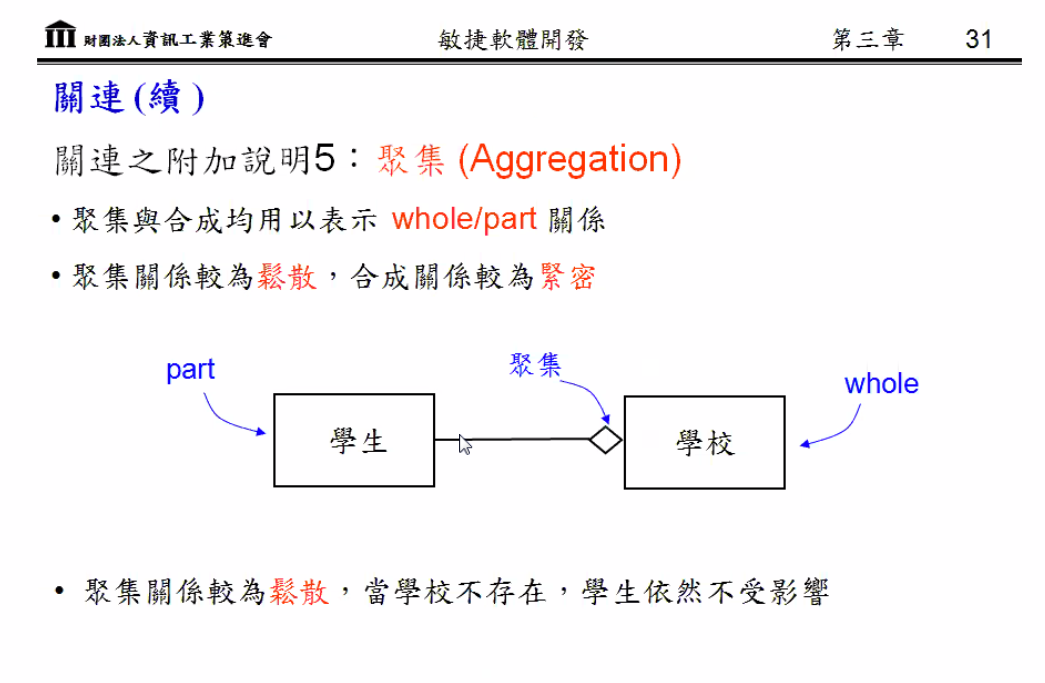 財團法人資訊工業策進會 敏捷軟體開發 第三章 31
關連(續)
關連之附加說明5：聚集 (Aggregation)
• 聚集與合成均用以表示 whole/part 關係
• 聚集關係較為鬆散，合成關係較為緊密
part 聚集 whole
學生 學校
• 聚集關係較為鬆散，當學校不存在，學生依然不受影響